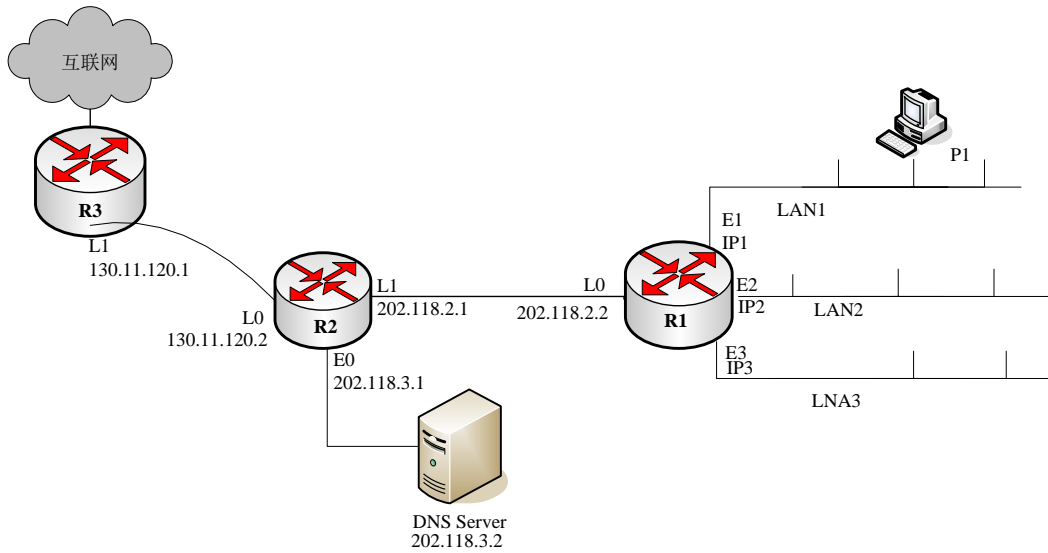 互联网
R3
L1
130.11.120.1
L0
130.11.120.2
R2
L1
202.118.2.1
E0
202.118.3.1
DNS Server
202.118.3.2
L0
202.118.2.2
R1
E1
IP1
LAN1
P1
E2
IP2
LAN2
E3
IP3
LNA3